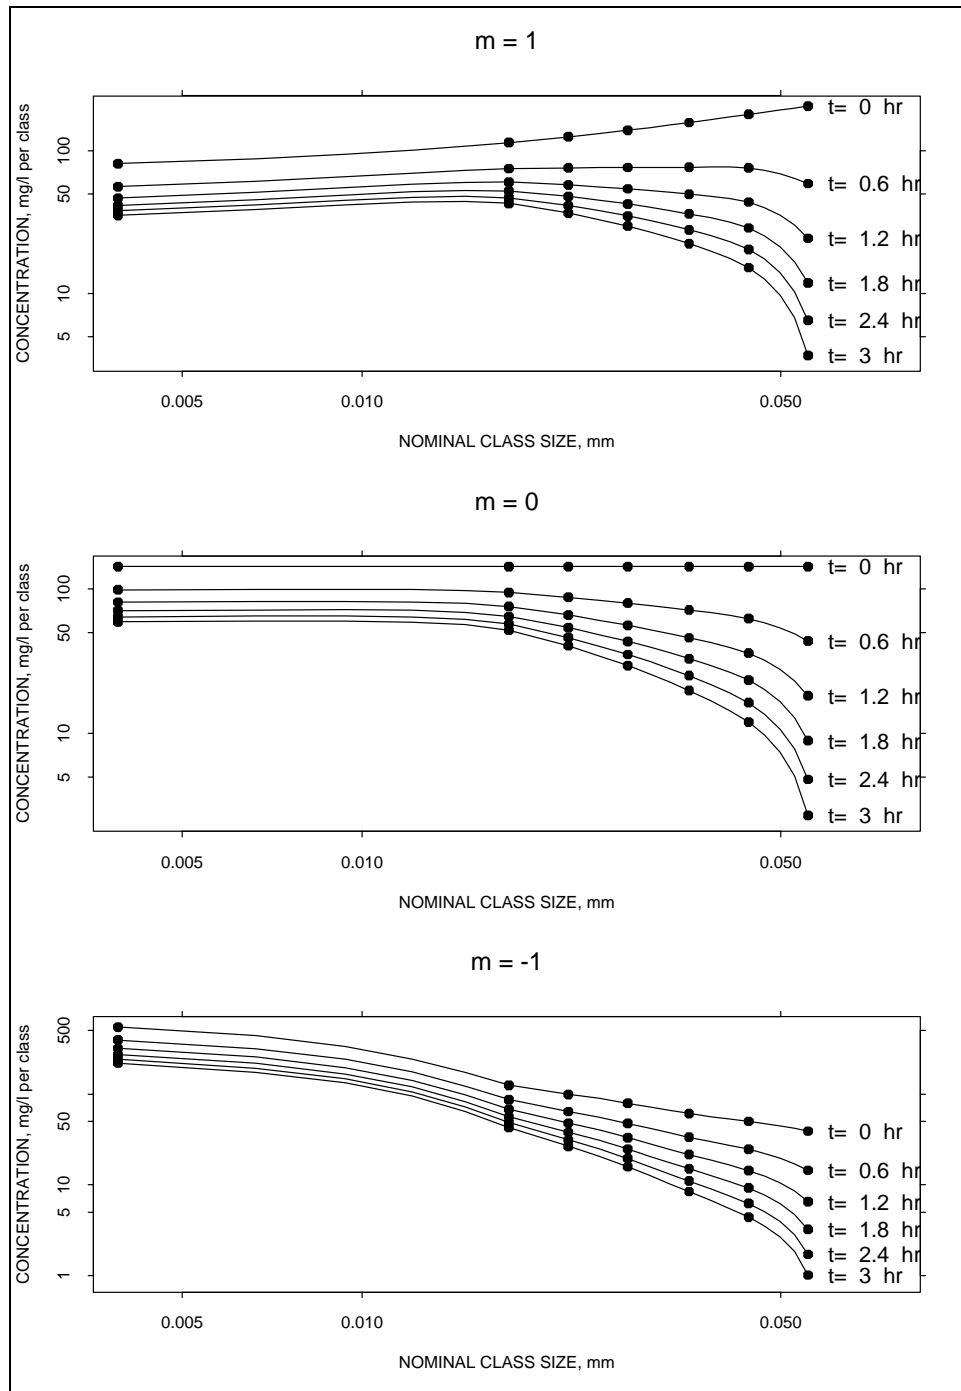 m = 1
CONCENTRATION, mg/l per class
100
50
10
5
t= 0 hr
t= 0.6 hr
t= 1.2 hr
t= 1.8 hr
t= 2.4 hr
t= 3 hr
0.005 0.010 0.050
NOMINAL CLASS SIZE, mm
m = 0
CONCENTRATION, mg/l per class
100
50
10
5
t= 0 hr
t= 0.6 hr
t= 1.2 hr
t= 1.8 hr
t= 2.4 hr
t= 3 hr
0.005 0.010 0.050
NOMINAL CLASS SIZE, mm
m = -1
CONCENTRATION, mg/l per class
500
50
10
5
1
t= 0 hr
t= 0.6 hr
t= 1.2 hr
t= 1.8 hr
t= 2.4 hr
t= 3 hr
0.005 0.010 0.050
NOMINAL CLASS SIZE, mm